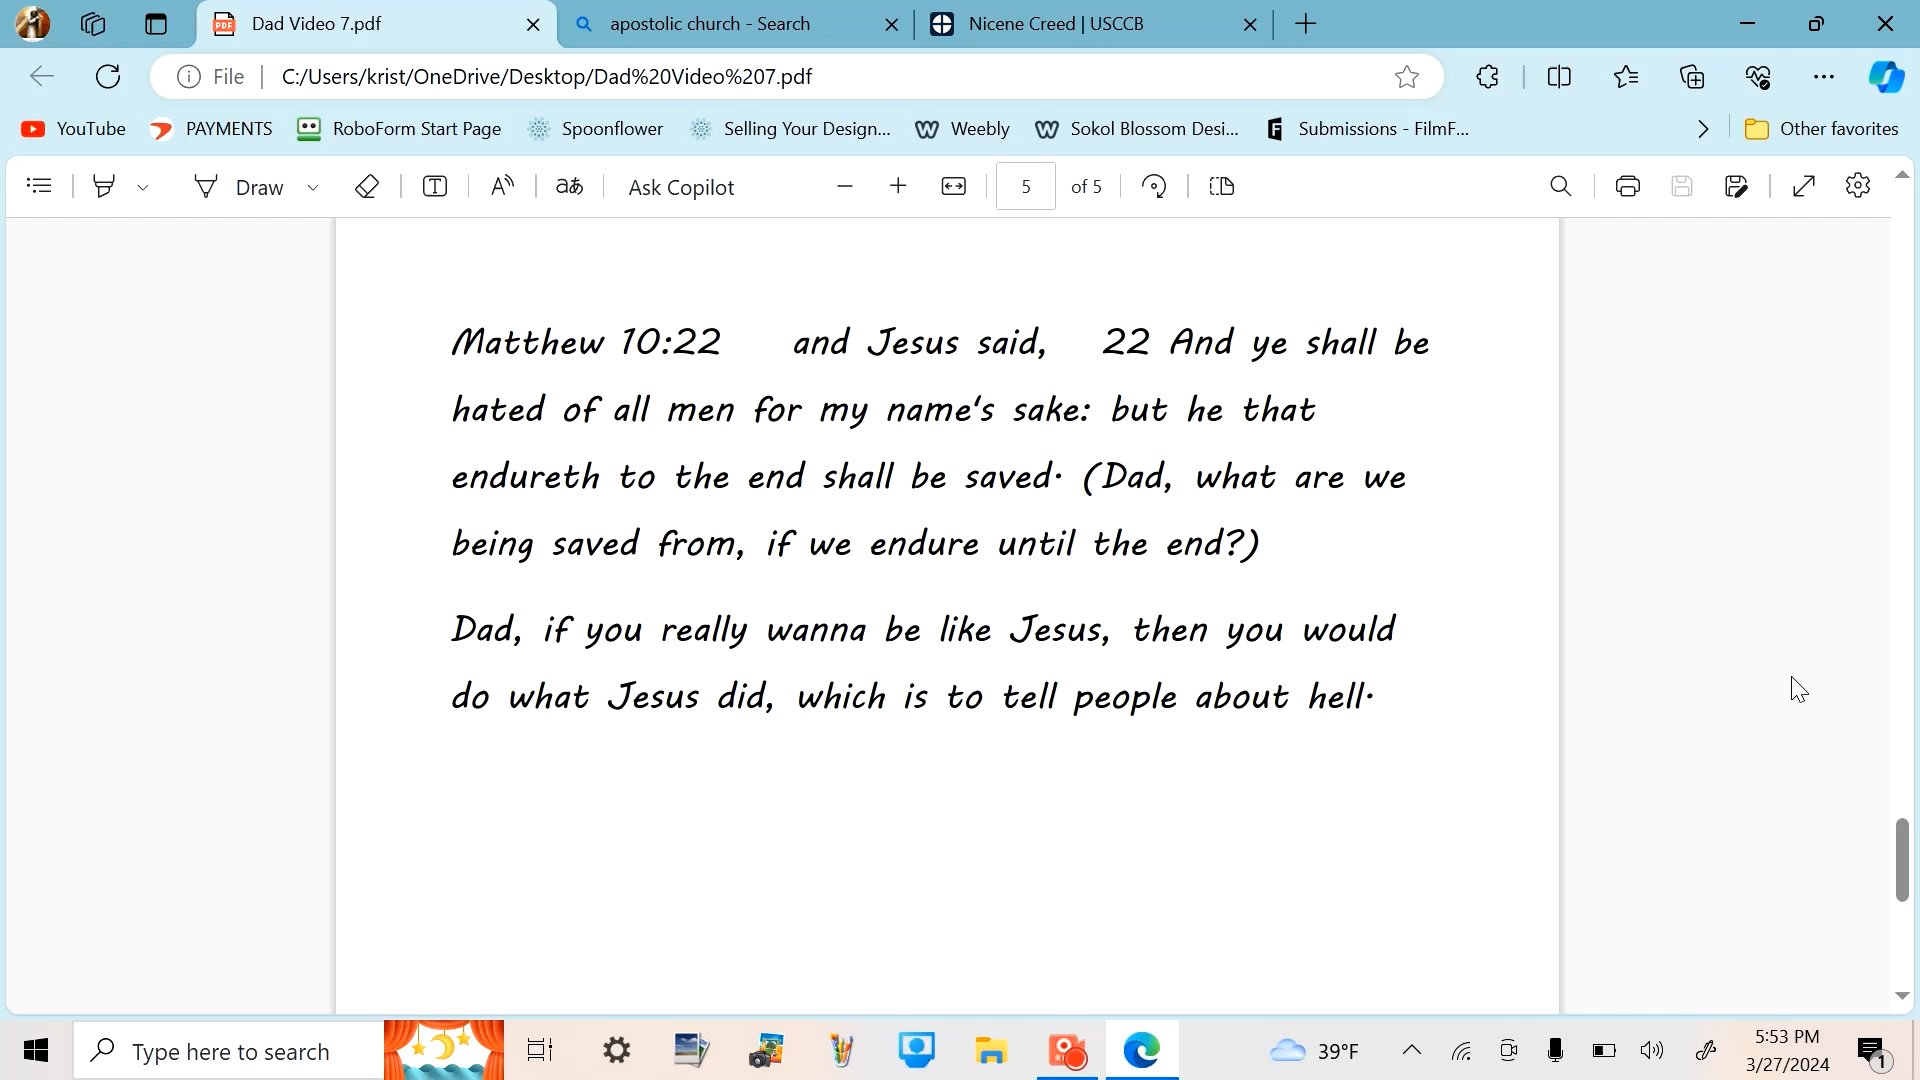 Dad Video 7.pdf
apostolic church - Search
Nicene Creed | USCCB
File
C:/Users/krist/OneDrive/Desktop/Dad%20Video%207.pdf
YouTube
PAYMENTS
RoboForm Start Page
Spoonflower
Selling Your Design...
Weebly
Sokol Blossom Desi...
Submissions - FilmF...
Other favorites
Draw
Ask Copilot
5
of 5
Matthew 10:22 and Jesus said, 22 And ye shall be
hated of all men for my name's sake: but he that
endureth to the end shall be saved. (Dad, what are we
being saved from, if we endure until the end?)
Dad, if you really wanna be like Jesus, then you would
do what Jesus did, which is to tell people about hell.
Type here to search
39°F
5:53 PM
3/27/2024
1